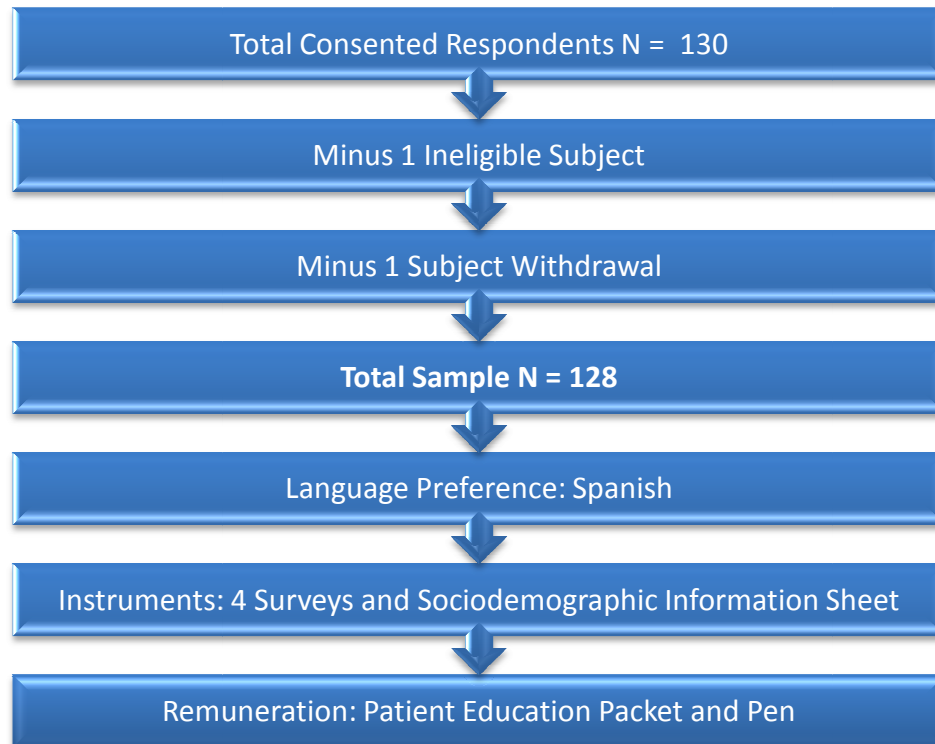 Total Consented Respondents N = 130
Minus 1 Ineligible Subject
Minus 1 Subject Withdrawal
Total Sample N = 128
Language Preference: Spanish
Instruments: 4 Surveys and Sociodemographic Information Sheet
Remuneration: Patient Education Packet and Pen